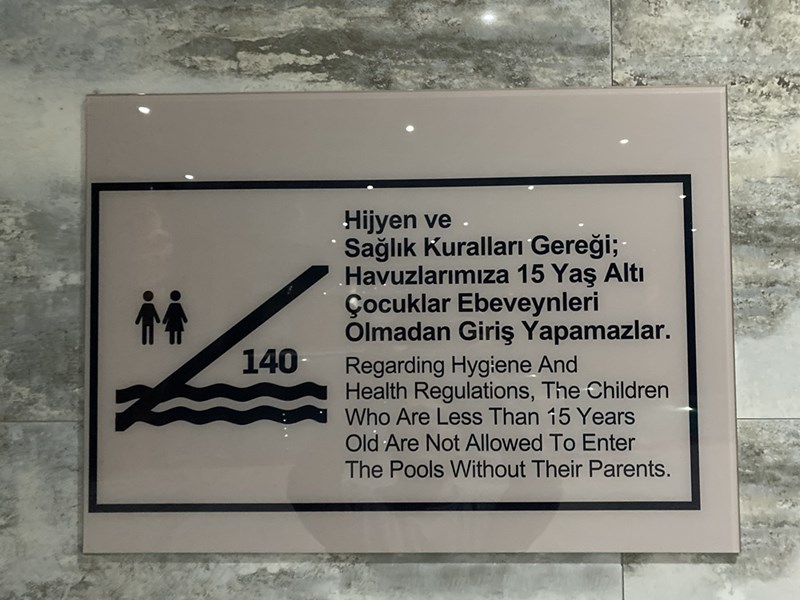 Hijyen ve
Sağlık Kuralları Gereği;
Havuzlarımıza 15 Yaş Altı
Çocuklar Ebeveynleri
Olmadan Giriş Yapamazlar.
140
Regarding Hygiene And
Health Regulations, The Children
Who Are Less Than 15 Years
Old Are Not Allowed To Enter
The Pools Without Their Parents.